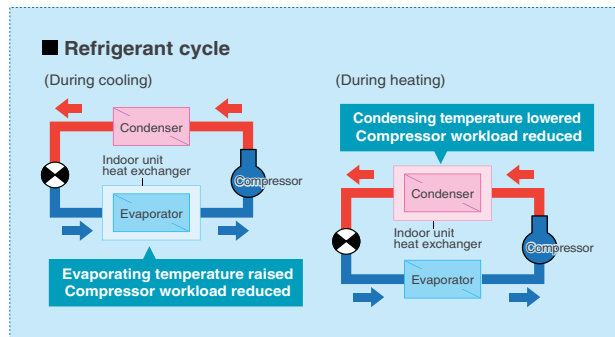 ■ Refrigerant cycle
(During cooling)
Condenser
Indoor unit
heat exchanger
Compressor
Evaporator
Evaporating temperature raised
Compressor workload reduced
(During heating)
Condensing temperature lowered
Compressor workload reduced
Condenser
Indoor unit
heat exchanger
Compressor
Evaporator